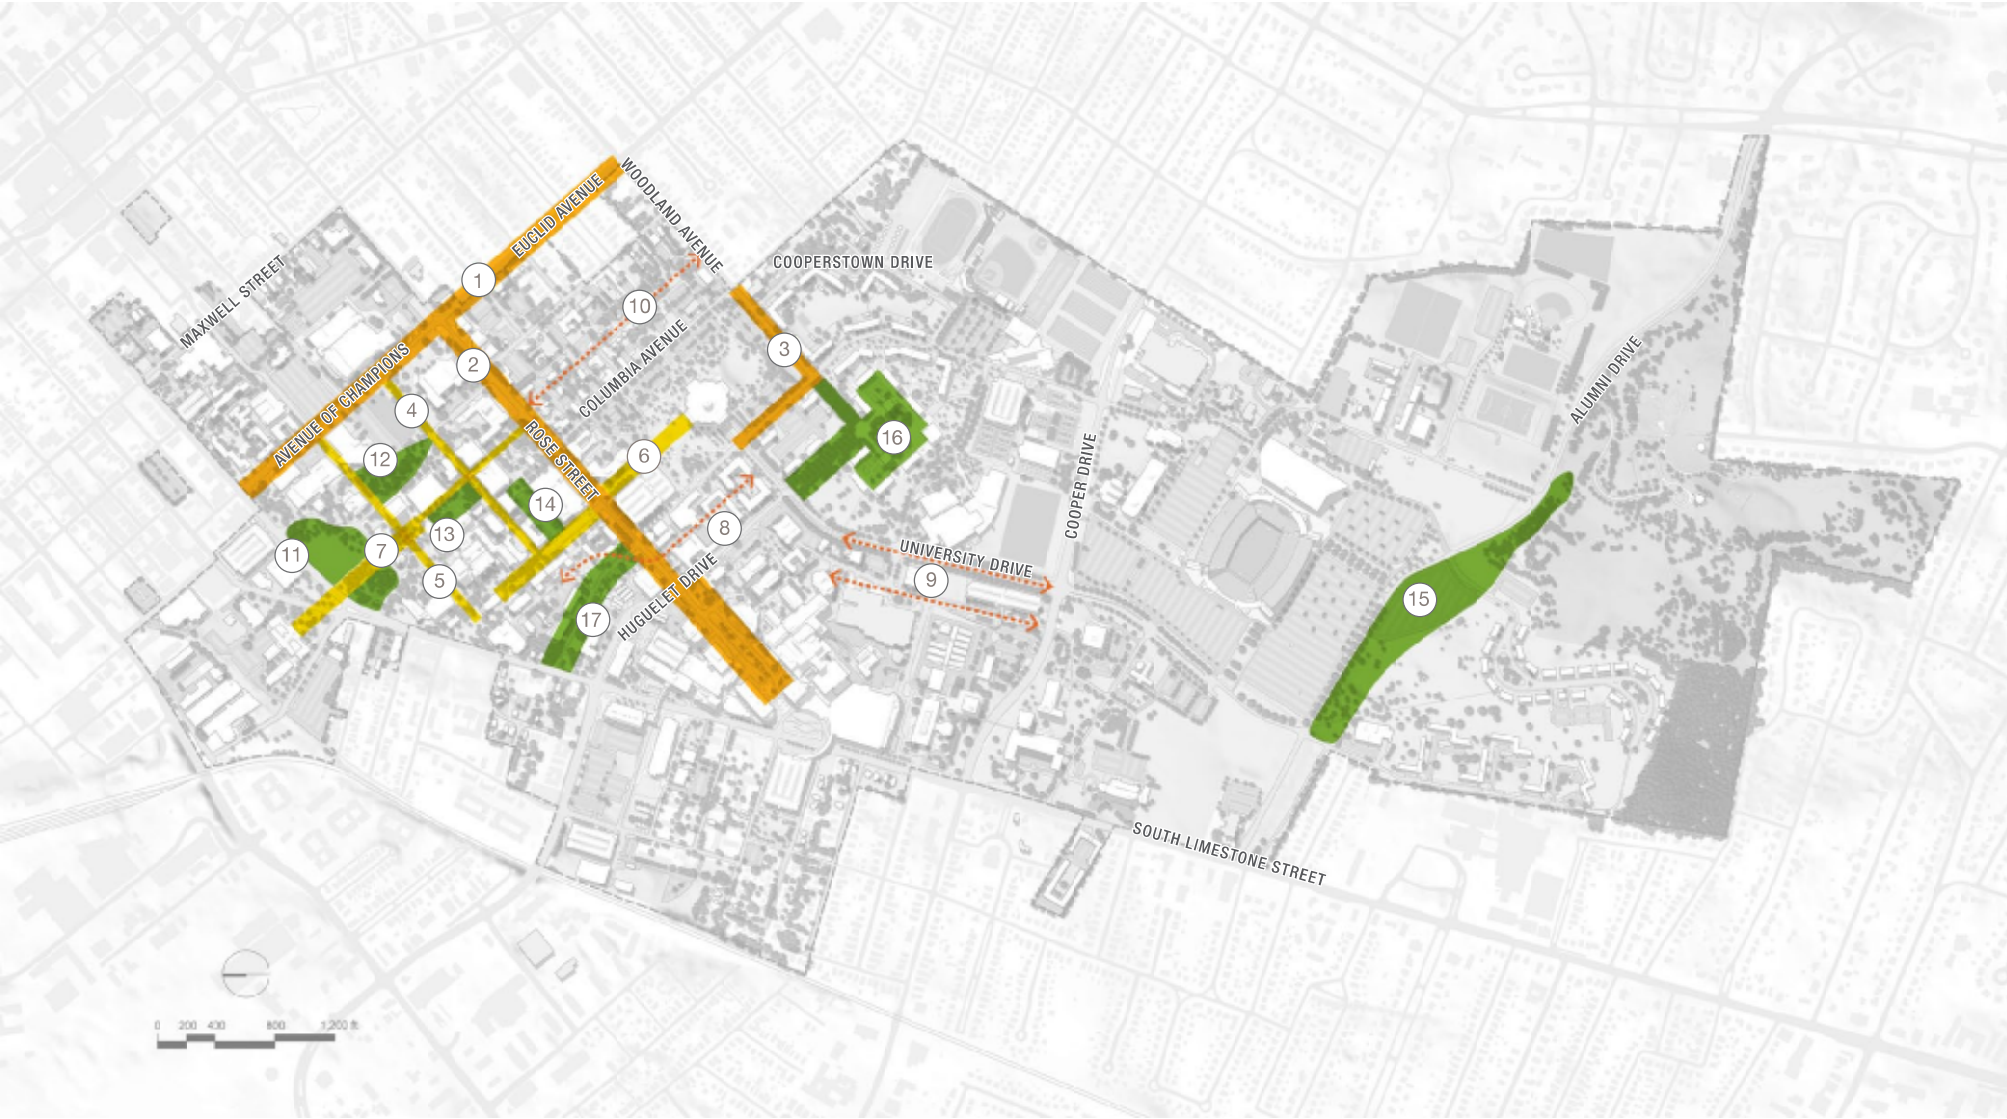 WOODLAND AVENUE
EUCLID AVENUE
MAXWELL STREET
COOPERSTOWN DRIVE
1
10
COLUMBIA AVENUE
2
3
AVENUE OF CHAMPIONS
ALUMNI DRIVE
4
ROSE STREET
16
12
6
COOPER DRIVE
14
8
13
11
7
UNIVERSITY DRIVE
5
9
HUGUELET DRIVE
15
17
SOUTH LIMESTONE STREET
0 200 400 800 1,200 ft